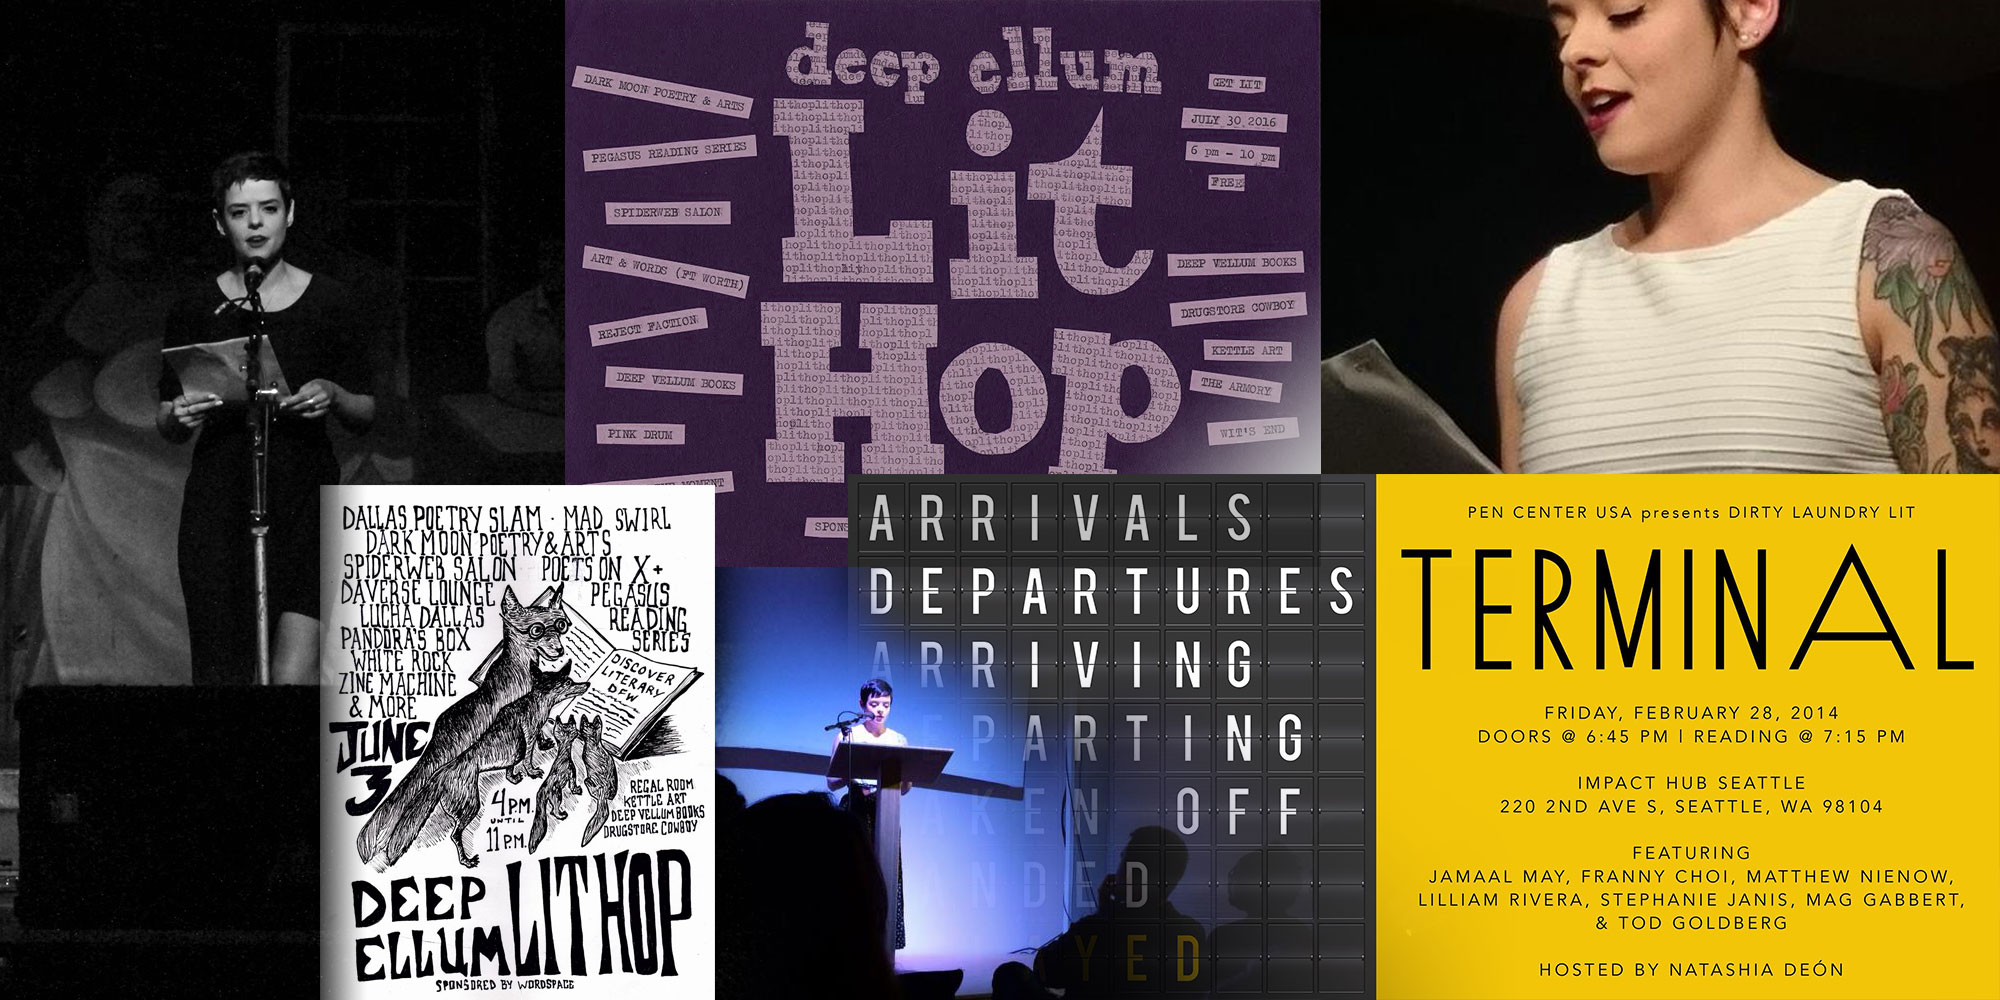 deep ellum
Lit
Hop
DARK MOON POETRY & ARTS
PEGASUS READING SERIES
SPIDERWEB SALON
ART & WORDS (FT WORTH)
REJECT FACTION
DEEP VELLUM BOOKS
PINK DRUM
MOMENT
SPONS
GET LIT
JULY 30 2016
6 pm - 10 pm
FREE
DEEP VELLUM BOOKS
DRUGSTORE COWBOY
KETTLE ART
THE ARMORY
WIT'S END
DALLAS POETRY SLAM · MAD SWIRL
DARK MOON POETRY & ARTS
SPIDERWEB SALON POETS ON X+
DAVERSE LOUNGE PEGASUS
LUCHA DALLAS READING
PANDORA'S BOX SERIES
WHITE ROCK
ZINE MACHINE
& MORE
DISCOVER
LITERARY
DFW
JUNE
3
4 P.M.
UNTIL
11 P.M.
REGAL ROOM
KETTLE ART
DEEP VELLUM BOOKS
DRUGSTORE COWBOY
DEEP
ELLUM
LIT HOP
SPONSORED BY WORDSPACE
ARRIVALS
DEPARTURES
ARRIVING
DEPARTING
TAKEN OFF
LANDED
YED
PEN CENTER USA presents DIRTY LAUNDRY LIT
TERMINAL
FRIDAY, FEBRUARY 28, 2014
DOORS @ 6:45 PM | READING @ 7:15 PM
IMPACT HUB SEATTLE
220 2ND AVE S, SEATTLE, WA 98104
FEATURING
JAMAAL MAY, FRANNY CHOI, MATTHEW NIENOW,
LILLIAM RIVERA, STEPHANIE JANIS, MAG GABBERT,
& TOD GOLDBERG
HOSTED BY NATASHIA DEÓN